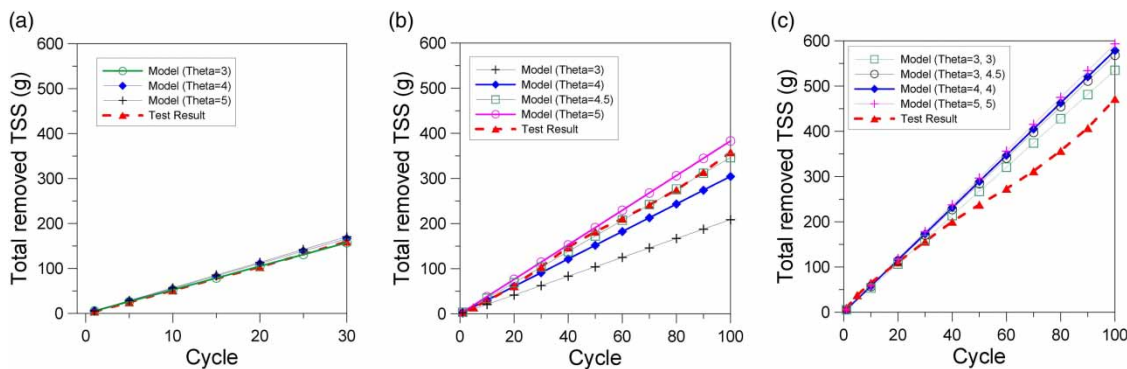 (a)
600
500
400
300
200
100
0
Total removed TSS (g)
Model (Theta=3)
Model (Theta=4)
Model (Theta=5)
Test Result
0 10 20 30
Cycle
(b)
600
500
400
300
200
100
0
Total removed TSS (g)
Model (Theta=3)
Model (Theta=4)
Model (Theta=4.5)
Model (Theta=5)
Test Result
0 20 40 60 80 100
Cycle
(c)
600
500
400
300
200
100
0
Total removed TSS (g)
Model (Theta=3, 3)
Model (Theta=3, 4.5)
Model (Theta=4, 4)
Model (Theta=5, 5)
Test Result
0 20 40 60 80 100
Cycle